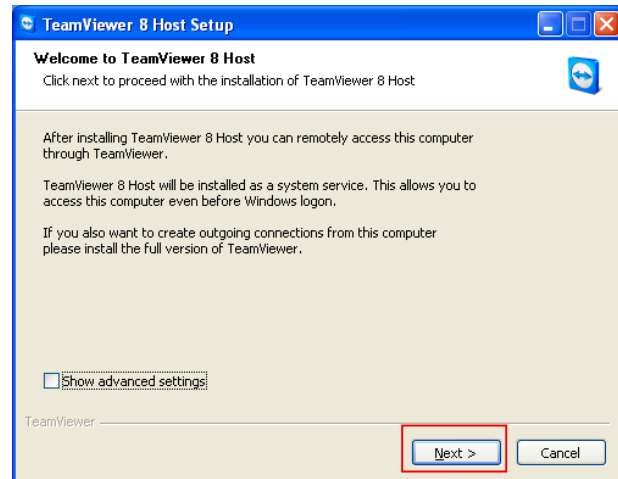 TeamViewer 8 Host Setup
Welcome to TeamViewer 8 Host
Click next to proceed with the installation of TeamViewer 8 Host
After installing TeamViewer 8 Host you can remotely access this computer
through TeamViewer.
TeamViewer 8 Host will be installed as a system service. This allows you to
access this computer even before Windows logon.
If you also want to create outgoing connections from this computer
please install the full version of TeamViewer.
Show advanced settings
TeamViewer
Next >
Cancel